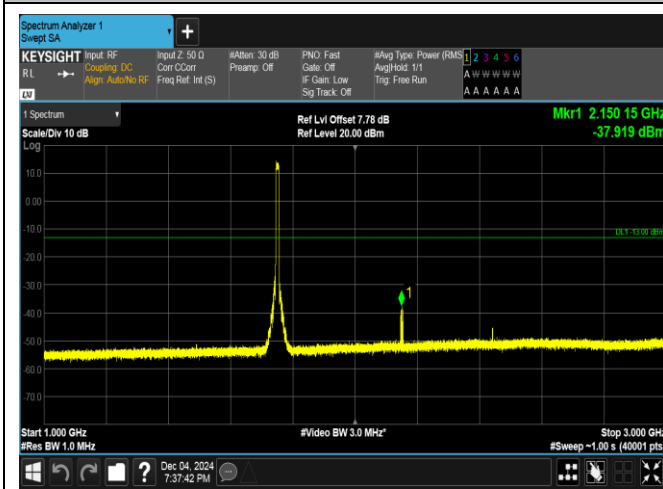 Spectrum Analyzer 1
Swept SA
KEYSIGHT
RL
LXI
Input: RF
Coupling: DC
Align: Auto/No RF
Input Z: 50 Ω
Corr CCorr
Freq Ref: Int (S)
#Atten: 30 dB
Preamp: Off
PNO: Fast
Gate: Off
IF Gain: Low
Sig Track: Off
#Avg Type: Power (RMS
Avg|Hold: 1/1
Trig: Free Run
1 2 3 4 5 6
A W W W W W
A A A A A A
1 Spectrum
Scale/Div 10 dB
Log
Ref Lvl Offset 7.78 dB
Ref Level 20.00 dBm
Mkr1 2.150 15 GHz
-37.919 dBm
10.0
0.00
-10.0
DL1 -13.00 dBm
-20.0
-30.0
1
-40.0
-50.0
-60.0
-70.0
Start 1.000 GHz
#Res BW 1.0 MHz
#Video BW 3.0 MHz*
Stop 3.000 GHz
#Sweep ~1.00 s (40001 pts)
Dec 04, 2024
7:37:42 PM